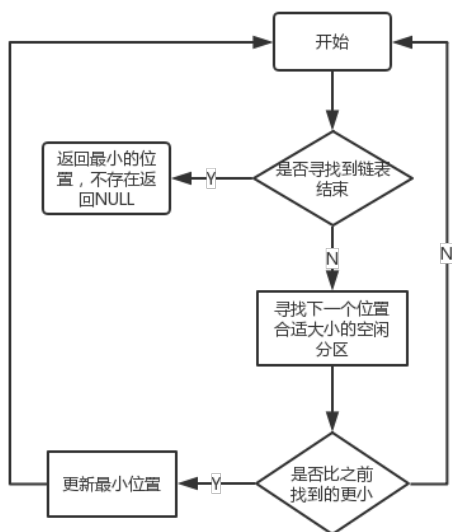 开始
是否寻找到链表
结束
Y
返回最小的位
置，不存在返
回NULL
N
寻找下一个位置
合适大小的空闲
分区
是否比之前
找到的更小
Y
更新最小位置
N